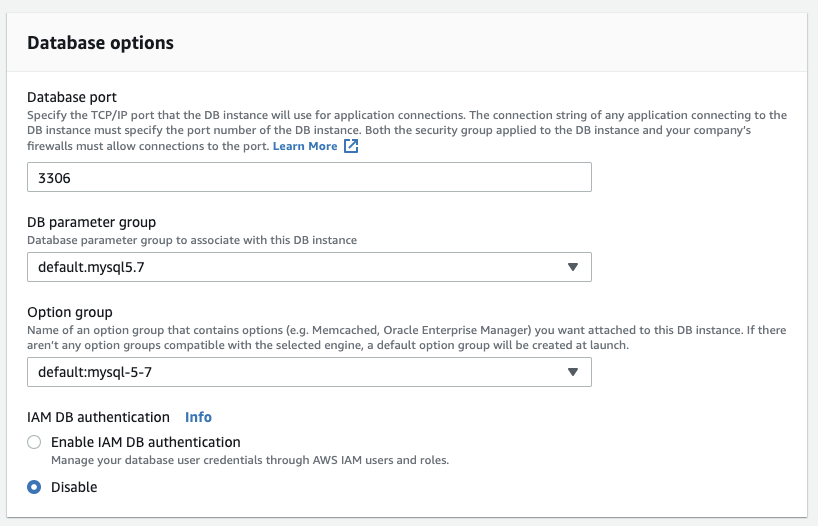 Database options
Database port
Specify the TCP/IP port that the DB instance will use for application connections. The connection string of any application connecting to the
DB instance must specify the port number of the DB instance. Both the security group applied to the DB instance and your company's
firewalls must allow connections to the port. Learn More
3306
DB parameter group
Database parameter group to associate with this DB instance
default.mysql5.7
Option group
Name of an option group that contains options (e.g. Memcached, Oracle Enterprise Manager) you want attached to this DB instance. If there
aren't any option groups compatible with the selected engine, a default option group will be created at launch.
default:mysql-5-7
IAM DB authentication Info
Enable IAM DB authentication
Manage your database user credentials through AWS IAM users and roles.
Disable